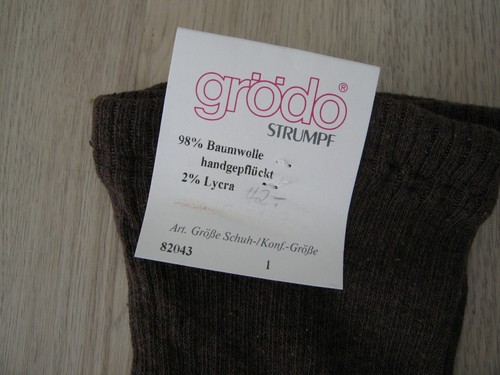 grödo®
STRUMPF
98% Baumwolle
handgepflückt
2% Lycra
Art. Größe Schuh-/Konf.-Größe
82043 1